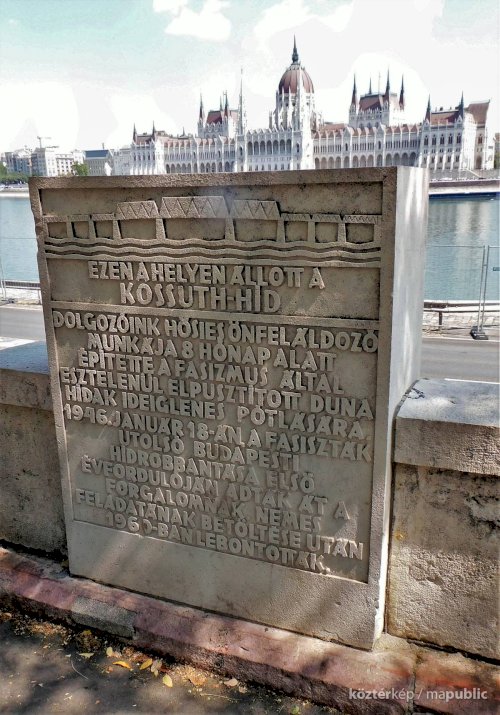 EZEN A HELYEN ÁLLOTT A
KOSSUTH-HÍD
DOLGOZÓINK HŐSIES ÖNFELÁLDOZÓ
MUNKÁJA 8 HÓNAP ALATT
ÉPÍTETTE A FASIZMUS ÁLTAL
ESZTELENÜL ELPUSZTÍTOTT DUNA
HIDAK IDEIGLENES PÓTLÁSÁRA
1946. JANUÁR 18-ÁN, A FASISZTÁK
UTOLSÓ BUDAPESTI
HÍDROBBANTÁSA ELSŐ
ÉVFORDULÓJÁN ADTÁK ÁT A
FORGALOMNAK NEMES
FELADATÁNAK BETÖLTÉSE UTÁN
1960-BAN LEBONTOTTÁK.
köztérkép / mapublic